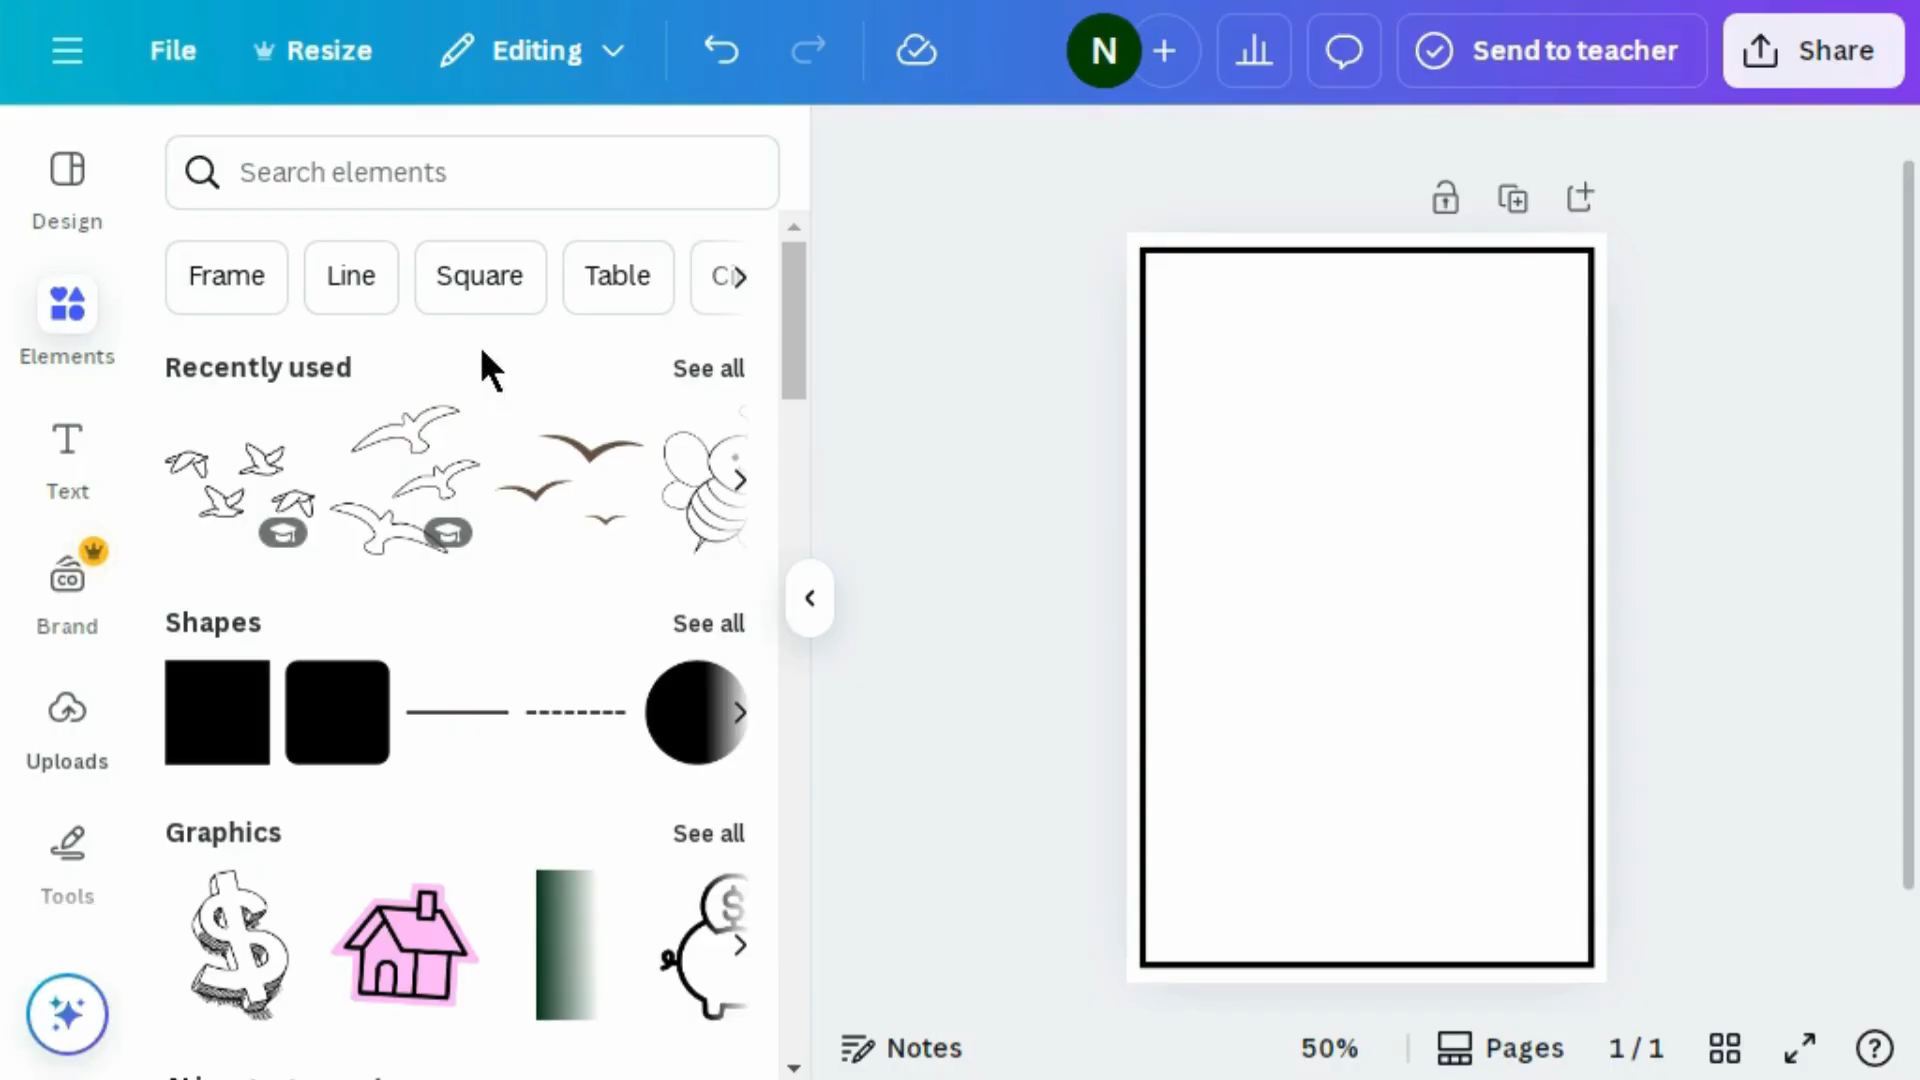 File
Resize
Editing
N
Send to teacher
Share
Design
Elements
Text
CO
Brand
Uploads
Tools
Search elements
Frame
Line
Square
Table
Recently used
See all
Shapes
See all
Graphics
See all
$
Notes
50%
Pages
1 / 1
?